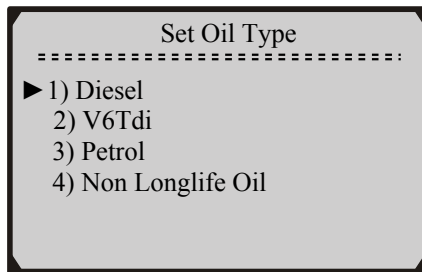 Set Oil Type
►1) Diesel
2) V6Tdi
3) Petrol
4) Non Longlife Oil